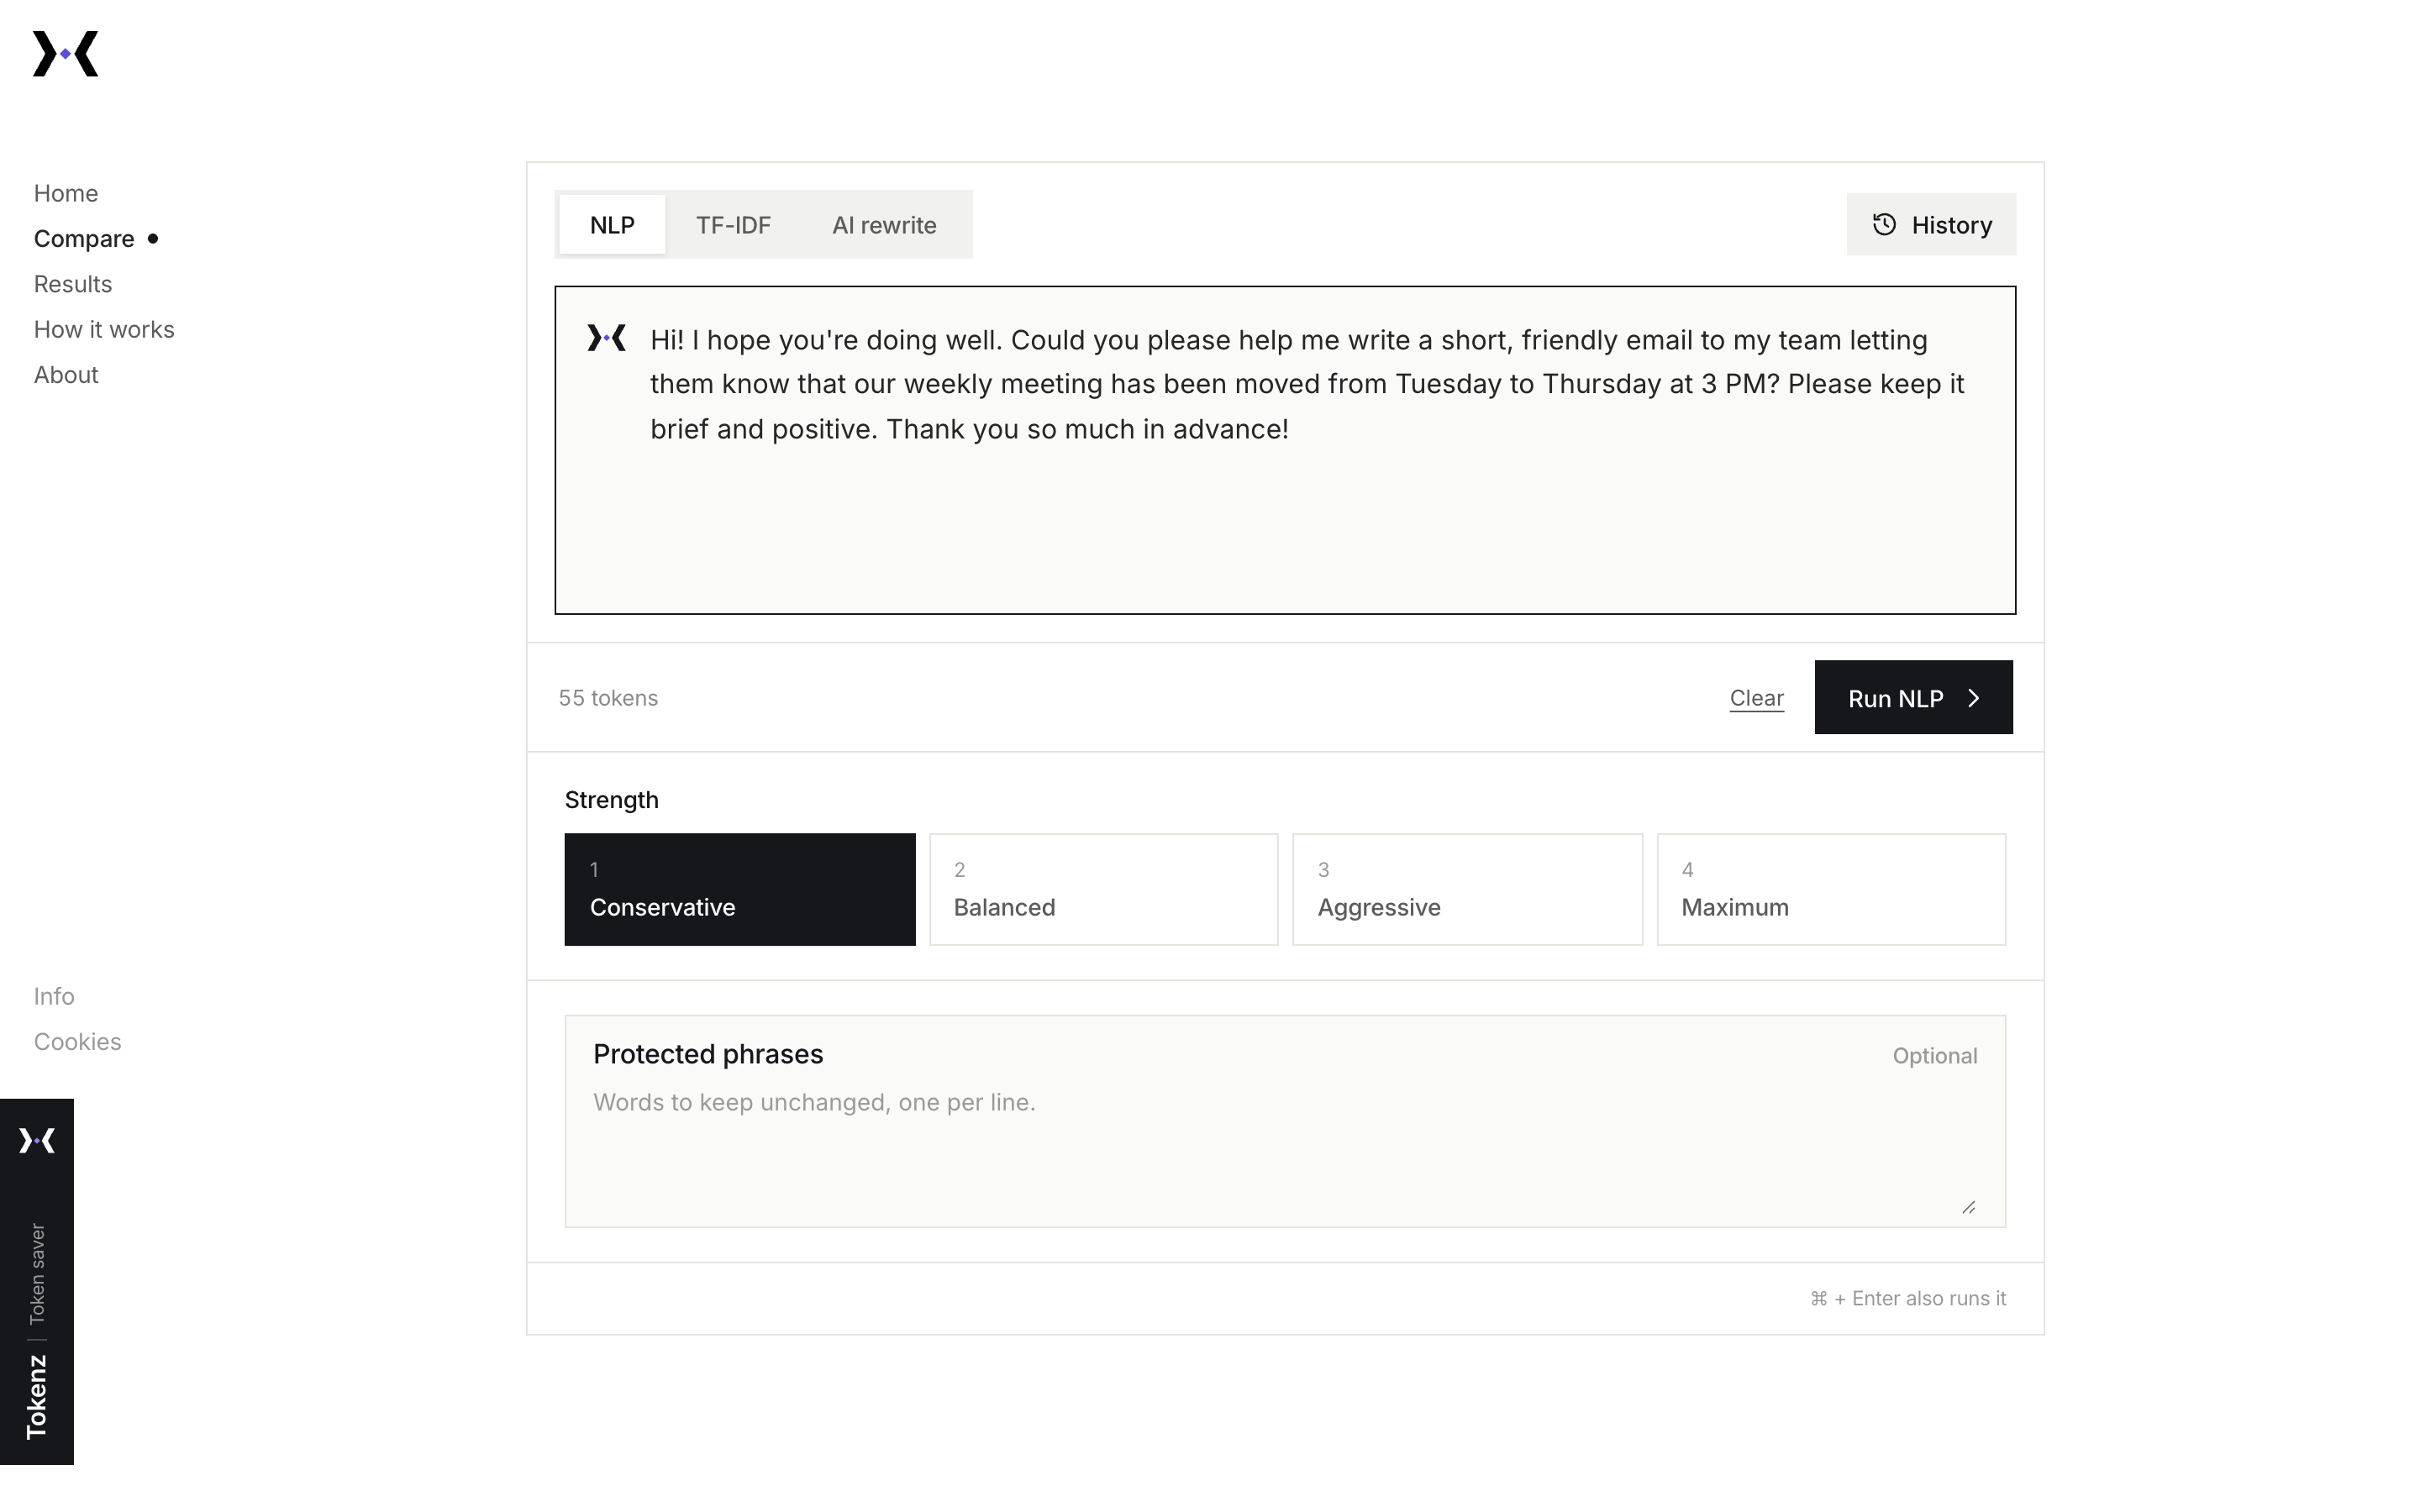 Home
Compare
Results
How it works
About
Info
Cookies
Tokenz | Token saver
NLP
TF-IDF
AI rewrite
History
Hi! I hope you're doing well. Could you please help me write a short, friendly email to my team letting
them know that our weekly meeting has been moved from Tuesday to Thursday at 3 PM? Please keep it
brief and positive. Thank you so much in advance!
55 tokens
Clear
Run NLP
Strength
1
Conservative
2
Balanced
3
Aggressive
4
Maximum
Protected phrases
Optional
Words to keep unchanged, one per line.
⌘ + Enter also runs it